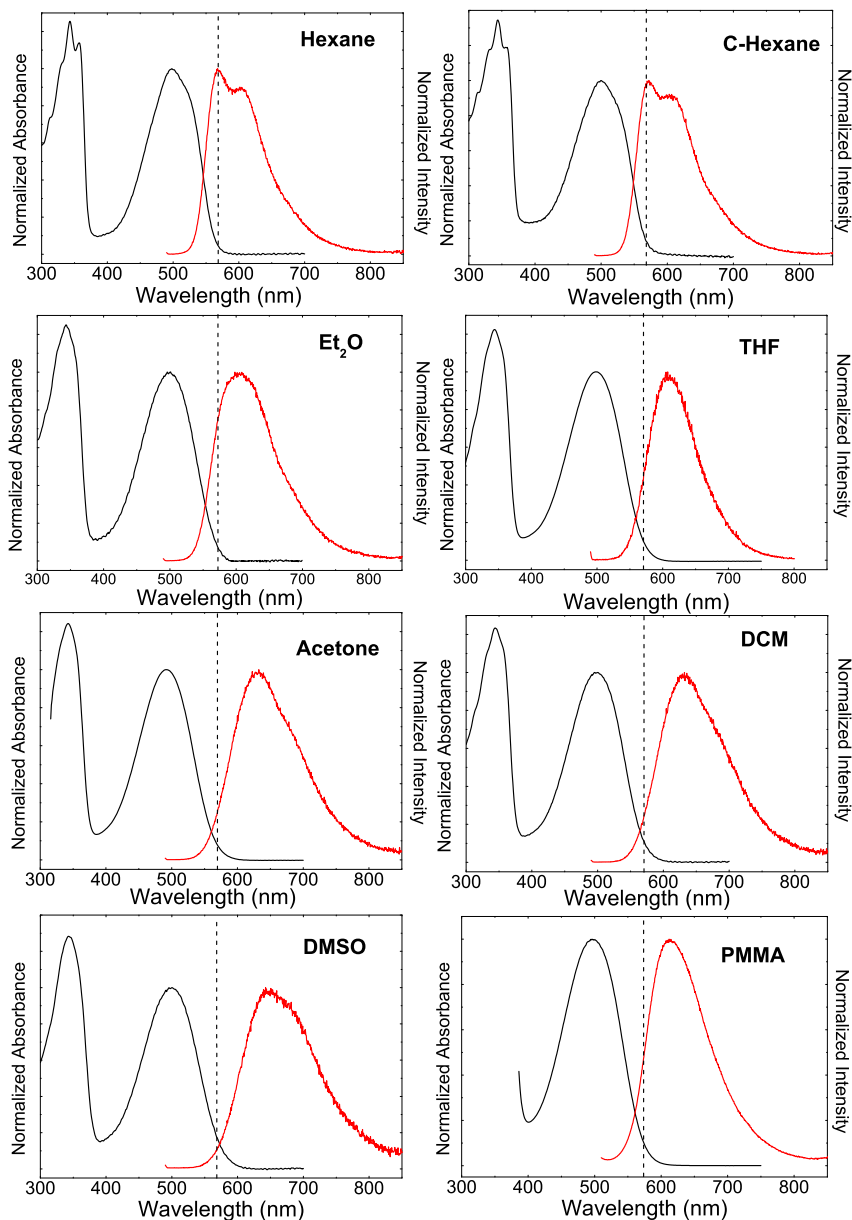 Hexane
Normalized Absorbance
Normalized Intensity
300 400 500 600 700 800
Wavelength (nm)
C-Hexane
Normalized Absorbance
Normalized Intensity
300 400 500 600 700 800
Wavelength (nm)
Et2O
Normalized Absorbance
Normalized Intensity
300 400 500 600 700 800
Wavelength (nm)
THF
Normalized Absorbance
Normalized Intensity
300 400 500 600 700 800
Wavelength (nm)
Acetone
Normalized Absorbance
Normalized Intensity
300 400 500 600 700 800
Wavelength (nm)
DCM
Normalized Absorbance
Normalized Intensity
300 400 500 600 700 800
Wavelength (nm)
DMSO
Normalized Absorbance
Normalized Intensity
300 400 500 600 700 800
Wavelength (nm)
PMMA
Normalized Absorbance
Normalized Intensity
300 400 500 600 700 800
Wavelength (nm)